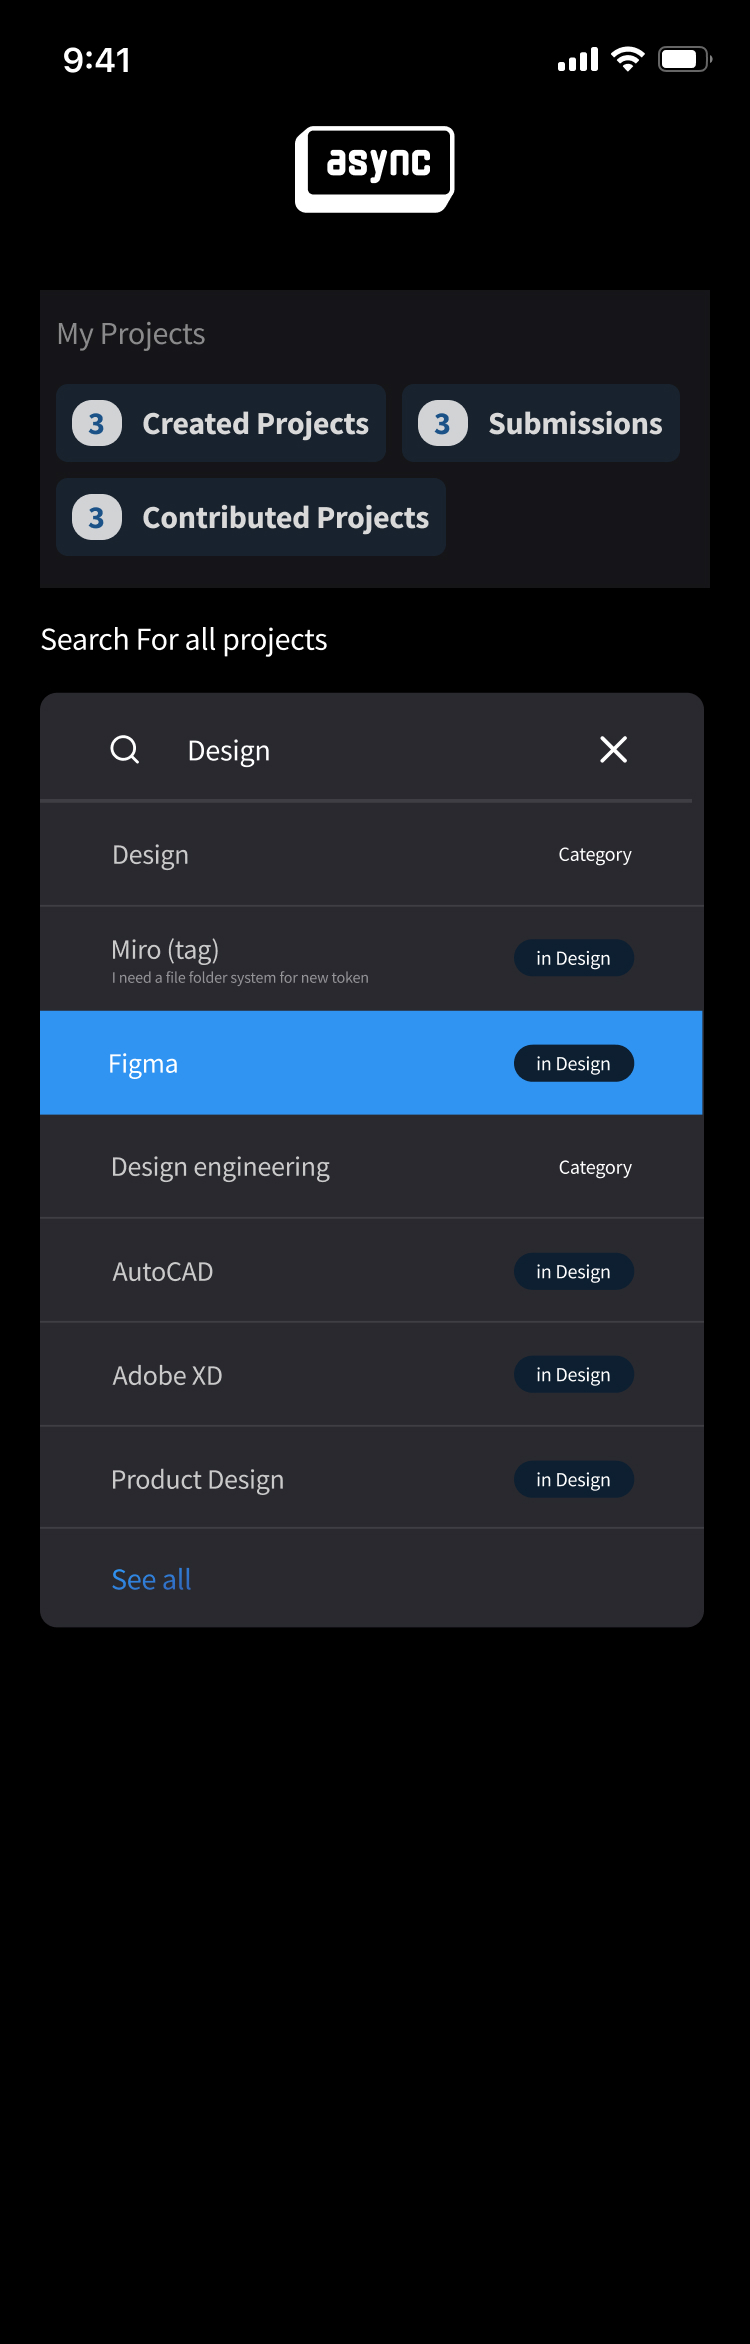 9:41
async
My Projects
3 Created Projects
3 Submissions
3 Contributed Projects
Search For all projects
Design
Design Category
Miro (tag) in Design
I need a file folder system for new token
Figma in Design
Design engineering Category
AutoCAD in Design
Adobe XD in Design
Product Design in Design
See all